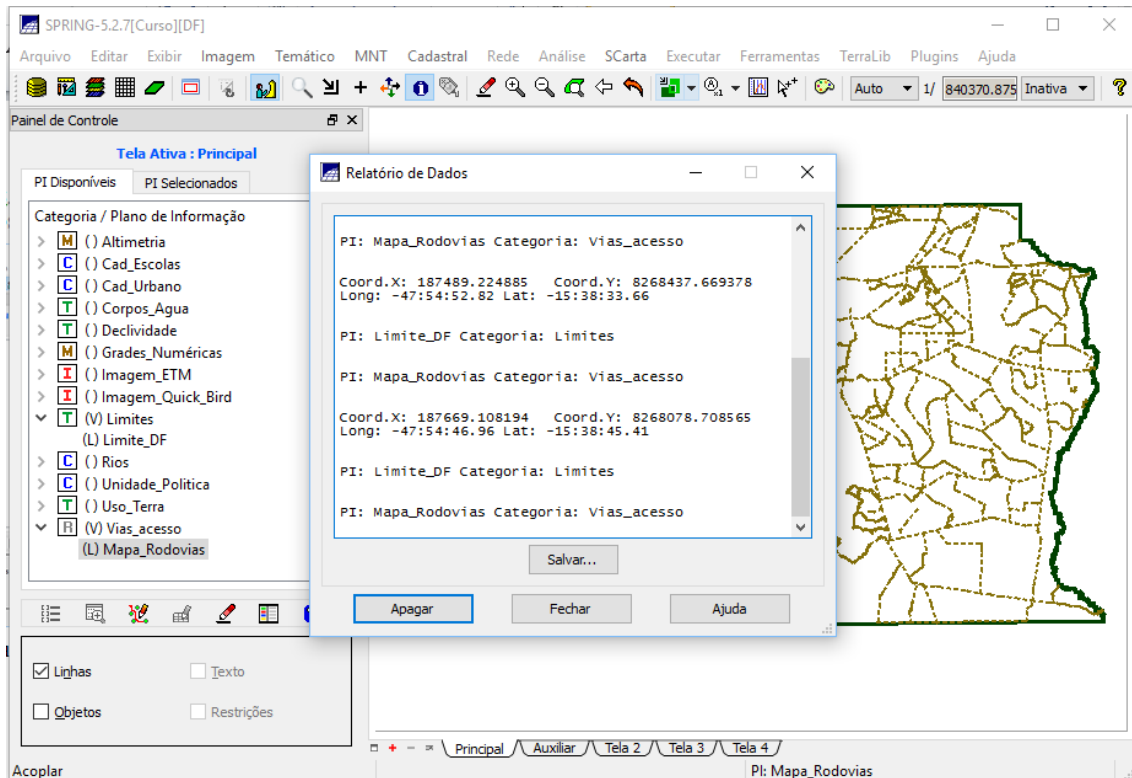 SPRING-5.2.7[Curso][DF]
Arquivo Editar Exibir Imagem Temático MNT Cadastral Rede Análise SCarta Executar Ferramentas TerraLib Plugins Ajuda
Auto 1/ 840370.875 Inativa
Painel de Controle
Tela Ativa : Principal
PI Disponíveis PI Selecionados
Categoria / Plano de Informação
M () Altimetria
C () Cad_Escolas
C () Cad_Urbano
T () Corpos_Agua
T () Declividade
M () Grades_Numéricas
I () Imagem_ETM
I () Imagem_Quick_Bird
T (V) Limites
(L) Limite_DF
C () Rios
C () Unidade_Politica
T () Uso_Terra
R (V) Vias_acesso
(L) Mapa_Rodovias
Linhas Texto
Objetos Restrições
Relatório de Dados
PI: Mapa_Rodovias Categoria: Vias_acesso
Coord.X: 187489.224885 Coord.Y: 8268437.669378
Long: -47:54:52.82 Lat: -15:38:33.66
PI: Limite_DF Categoria: Limites
PI: Mapa_Rodovias Categoria: Vias_acesso
Coord.X: 187669.108194 Coord.Y: 8268078.708565
Long: -47:54:46.96 Lat: -15:38:45.41
PI: Limite_DF Categoria: Limites
PI: Mapa_Rodovias Categoria: Vias_acesso
Salvar...
Apagar Fechar Ajuda
Principal Auxiliar Tela 2 Tela 3 Tela 4
Acoplar PI: Mapa_Rodovias